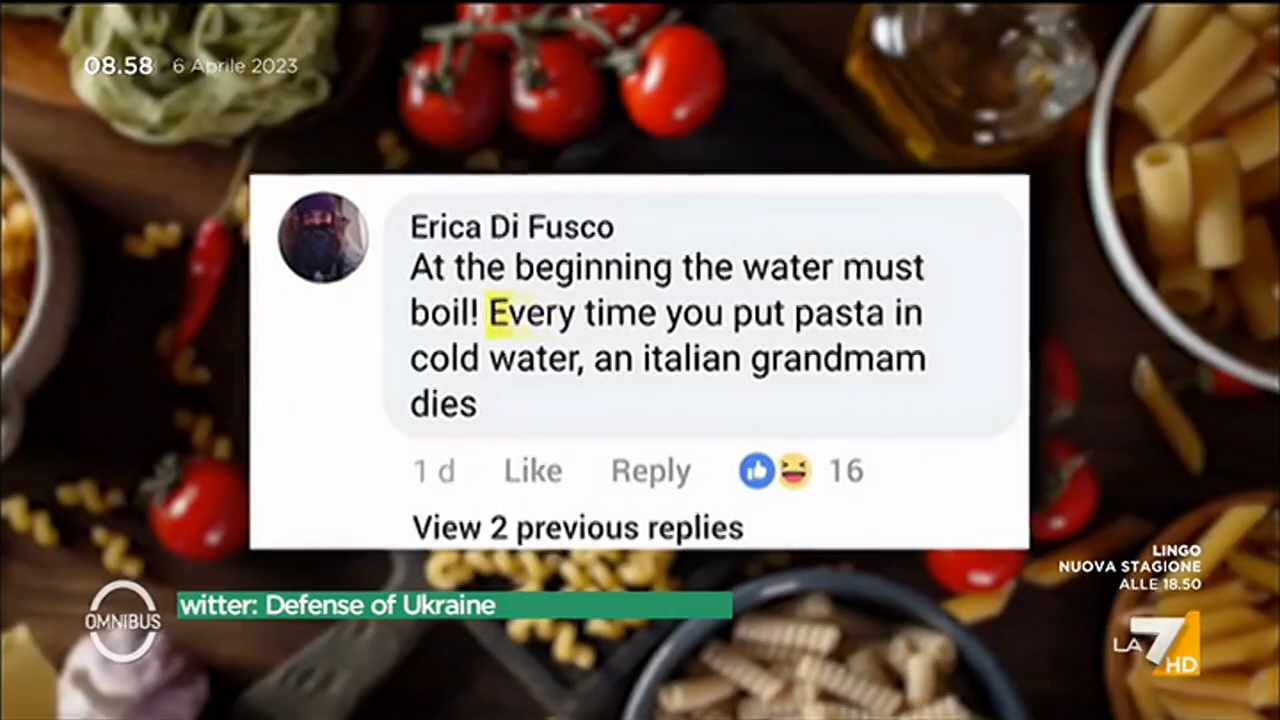 08.58 6 Aprile 2023
Erica Di Fusco
At the beginning the water must
boil! Every time you put pasta in
cold water, an italian grandmam
dies
1 d Like Reply 16
View 2 previous replies
LINGO
NUOVA STAGIONE
ALLE 18.50
OMNIBUS
witter: Defense of Ukraine
LA 7 HD